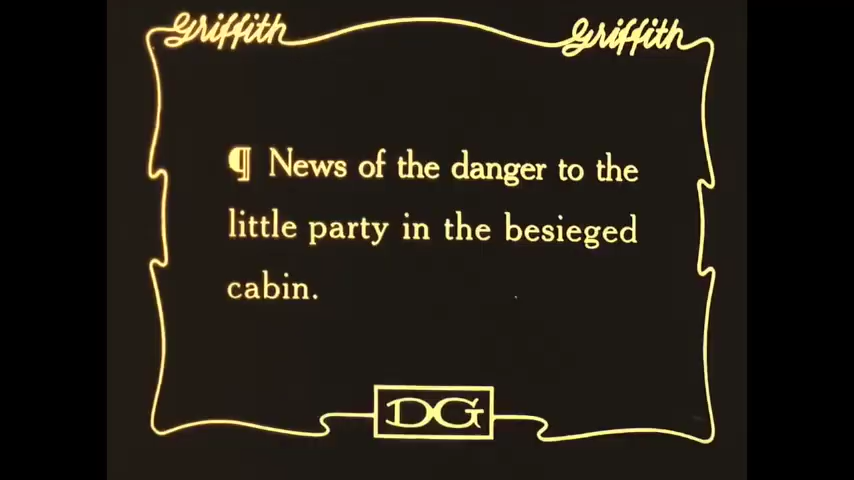 Griffith Griffith
¶ News of the danger to the
little party in the besieged
cabin.
DG